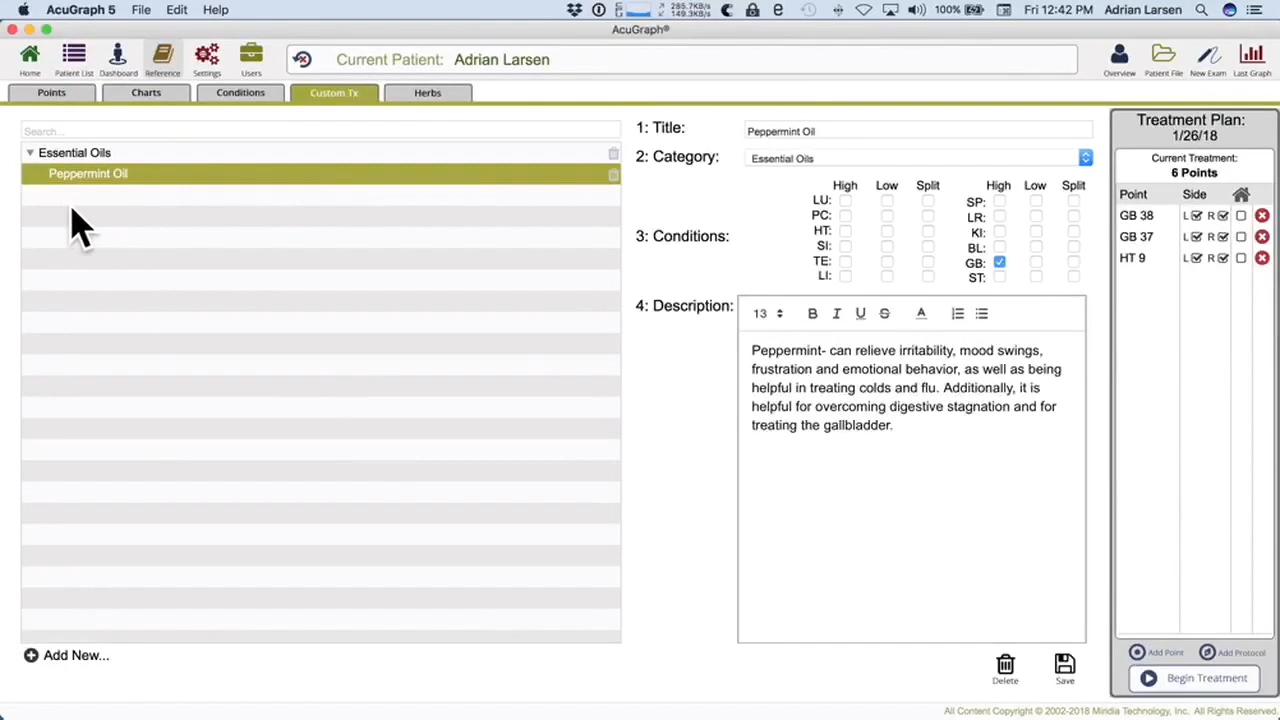 AcuGraph 5 File Edit Help 285.7KB/s 149.3KB/s 100% Fri 12:42 PM Adrian Larsen
AcuGraph®
Home Patient List Dashboard Reference Settings Users Current Patient: Adrian Larsen Overview Patient File New Exam Last Graph
Points Charts Conditions Custom Tx Herbs
Search...
Essential Oils
Peppermint Oil
Add New...
1: Title: Peppermint Oil
2: Category: Essential Oils
3: Conditions:
High Low Split High Low Split
LU: SP:
PC: LR:
HT: KI:
SI: BL:
TE: GB:
LI: ST:
4: Description:
13 B I U S A
Peppermint- can relieve irritability, mood swings,
frustration and emotional behavior, as well as being
helpful in treating colds and flu. Additionally, it is
helpful for overcoming digestive stagnation and for
treating the gallbladder.
Delete Save
Treatment Plan:
1/26/18
Current Treatment:
6 Points
Point Side
GB 38 L R
GB 37 L R
HT 9 L R
Add Point Add Protocol
Begin Treatment
All Content Copyright © 2002-2018 Miridia Technology, Inc. All Rights Reserved.